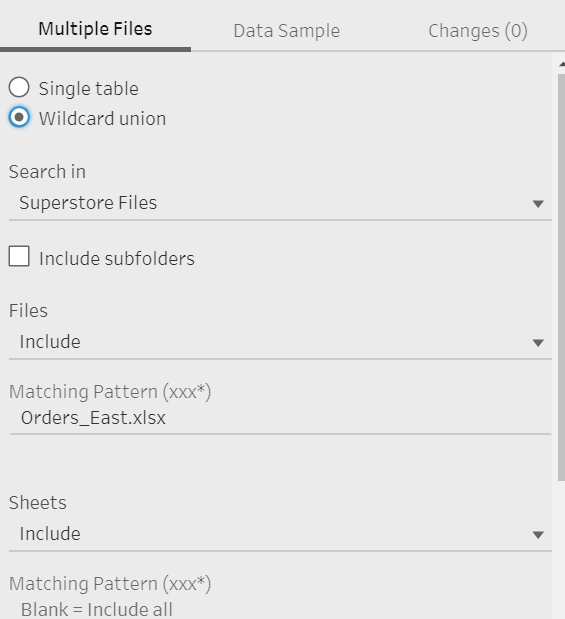 Multiple Files Data Sample Changes (0)
Single table
Wildcard union
Search in
Superstore Files
Include subfolders
Files
Include
Matching Pattern (xxx*)
Orders_East.xlsx
Sheets
Include
Matching Pattern (xxx*)
Blank = Include all